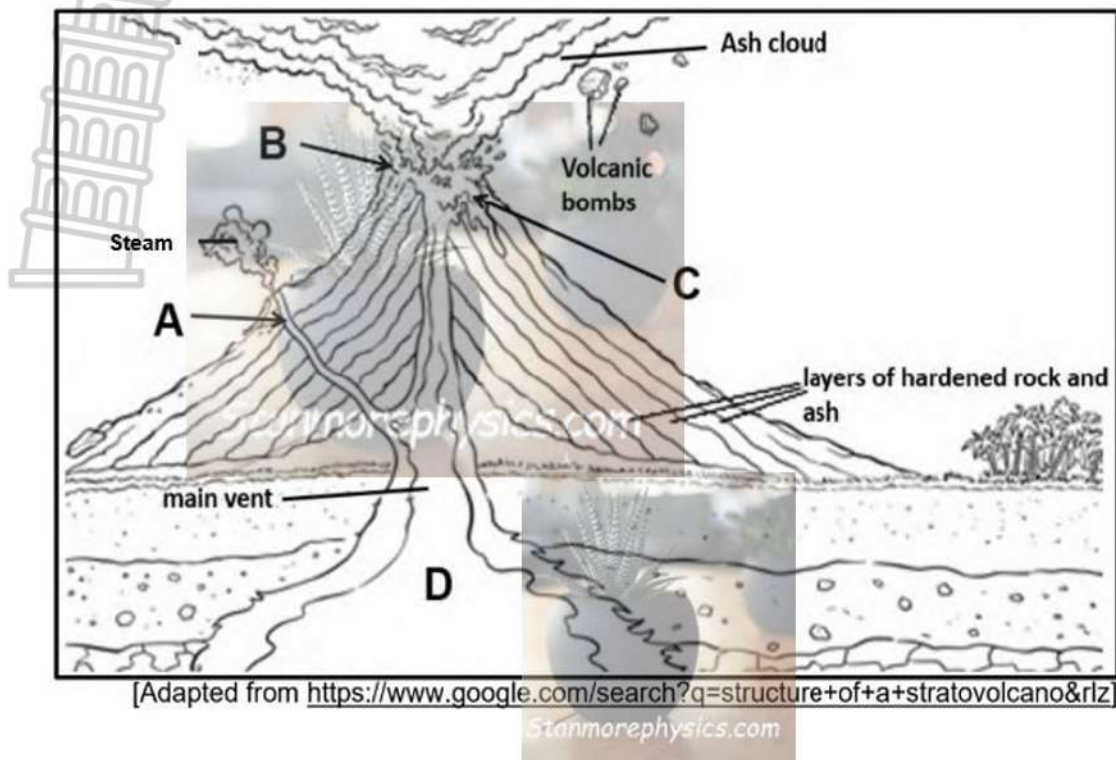 Ash cloud
B
Volcanic
bombs
Steam
C
A
layers of hardened rock and
ash
Stanmorephysics.com
main vent
D
[Adapted from https://www.google.com/search?q=structure+of+a+stratovolcano&rlz]
Stanmorephysics.com